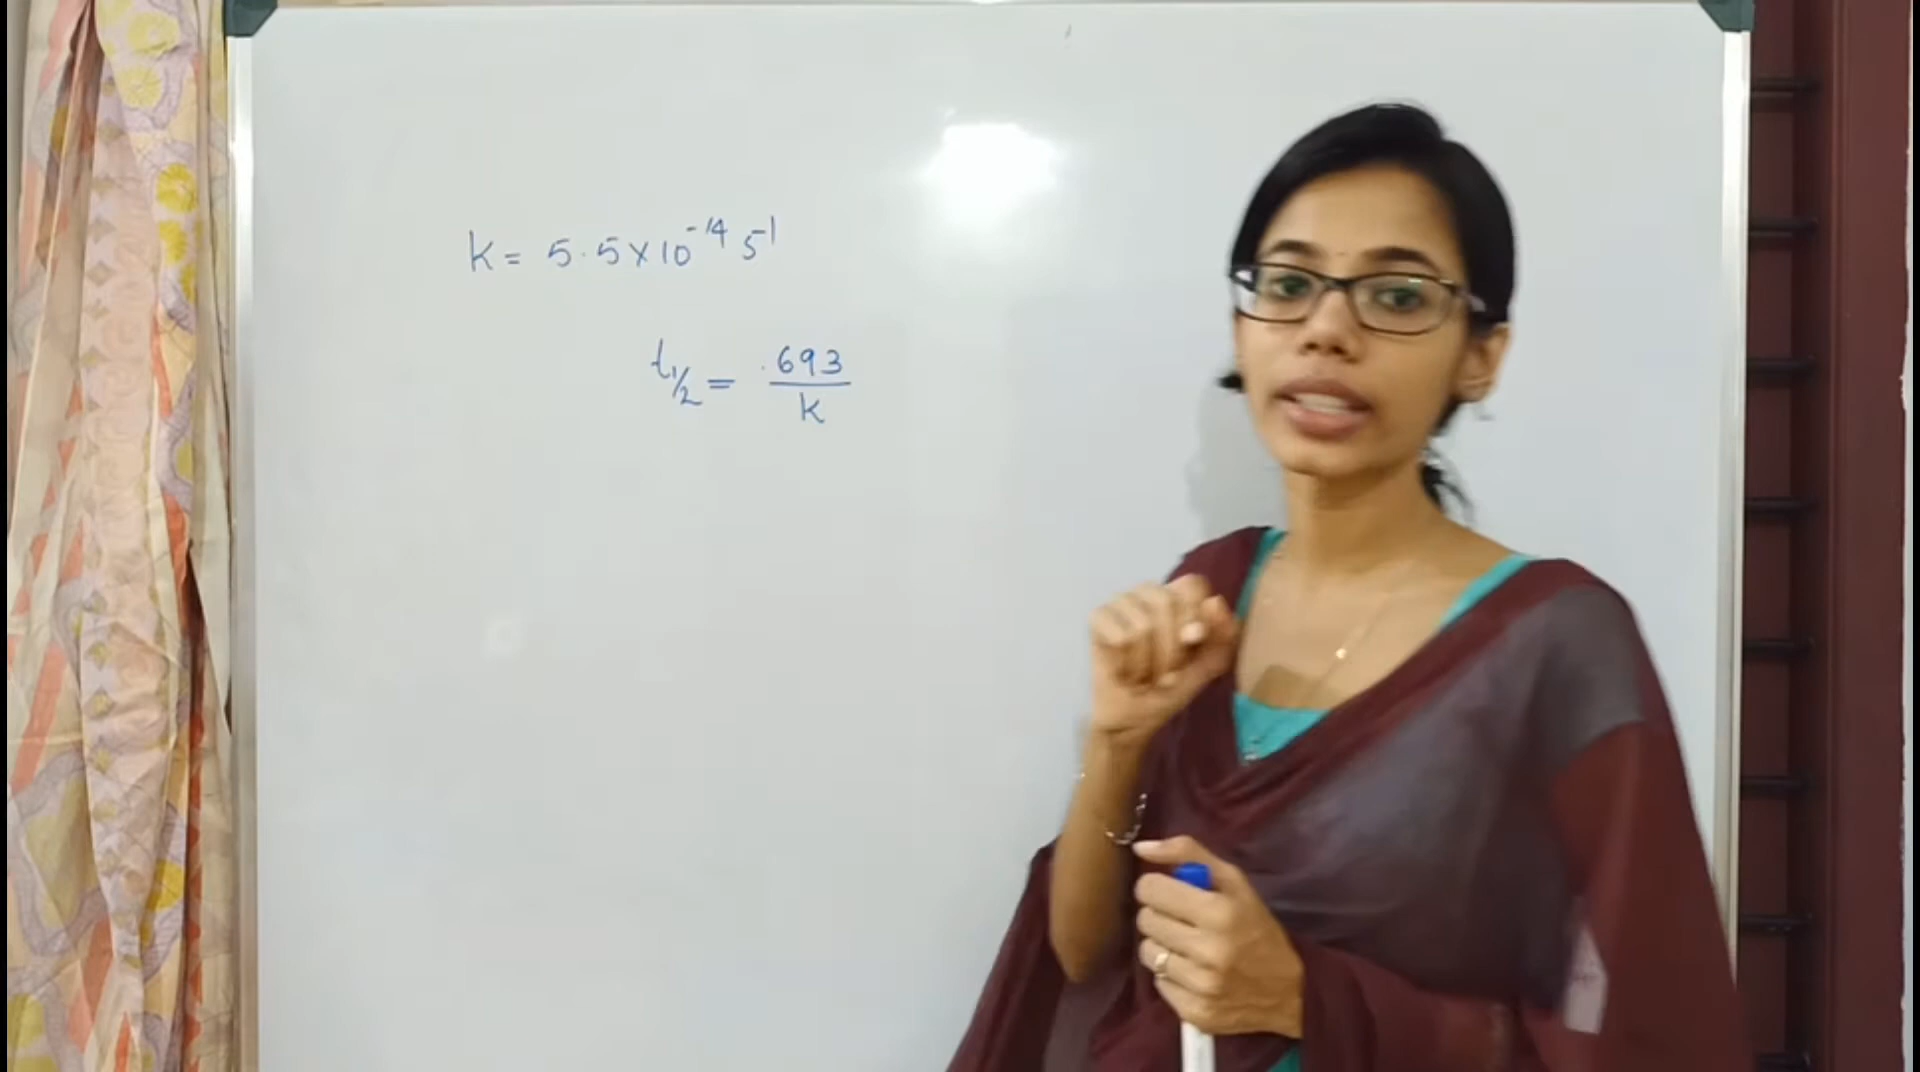 k = 5.5 x 10⁻¹⁴ s⁻¹
t½ = .693 / k